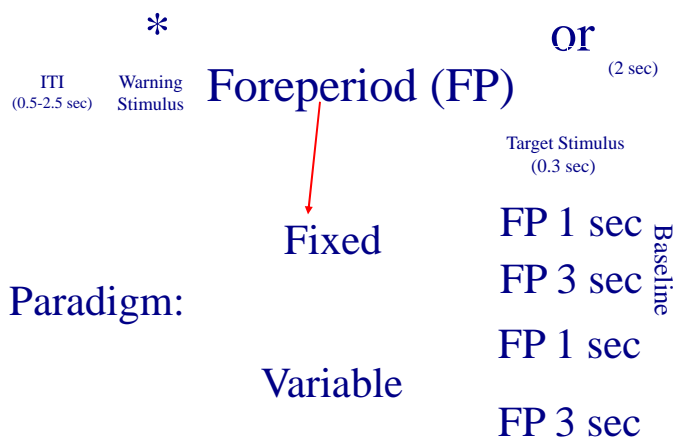 *
or
(2 sec)
ITI
(0.5-2.5 sec)
Warning
Stimulus
Foreperiod (FP)
Target Stimulus
(0.3 sec)
Paradigm:
Fixed
FP 1 sec
FP 3 sec
Baseline
Variable
FP 1 sec
FP 3 sec